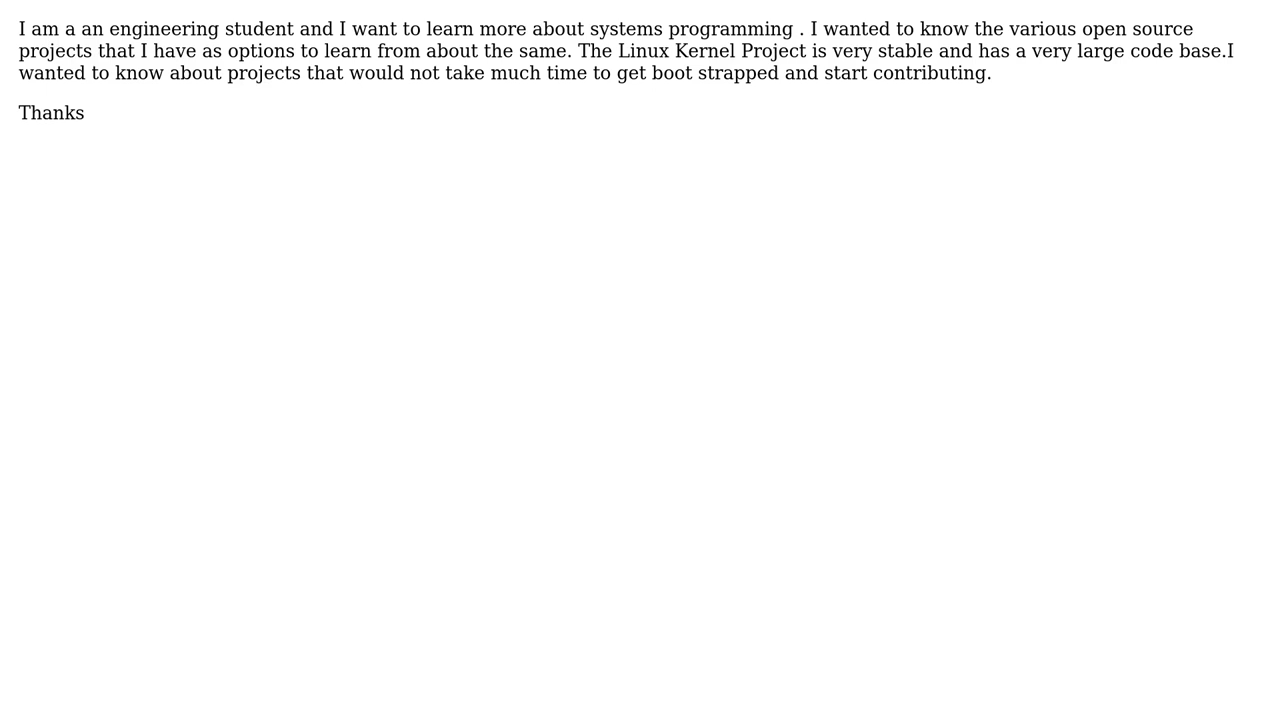 I am a an engineering student and I want to learn more about systems programming . I wanted to know the various open source
projects that I have as options to learn from about the same. The Linux Kernel Project is very stable and has a very large code base.I
wanted to know about projects that would not take much time to get boot strapped and start contributing.
Thanks